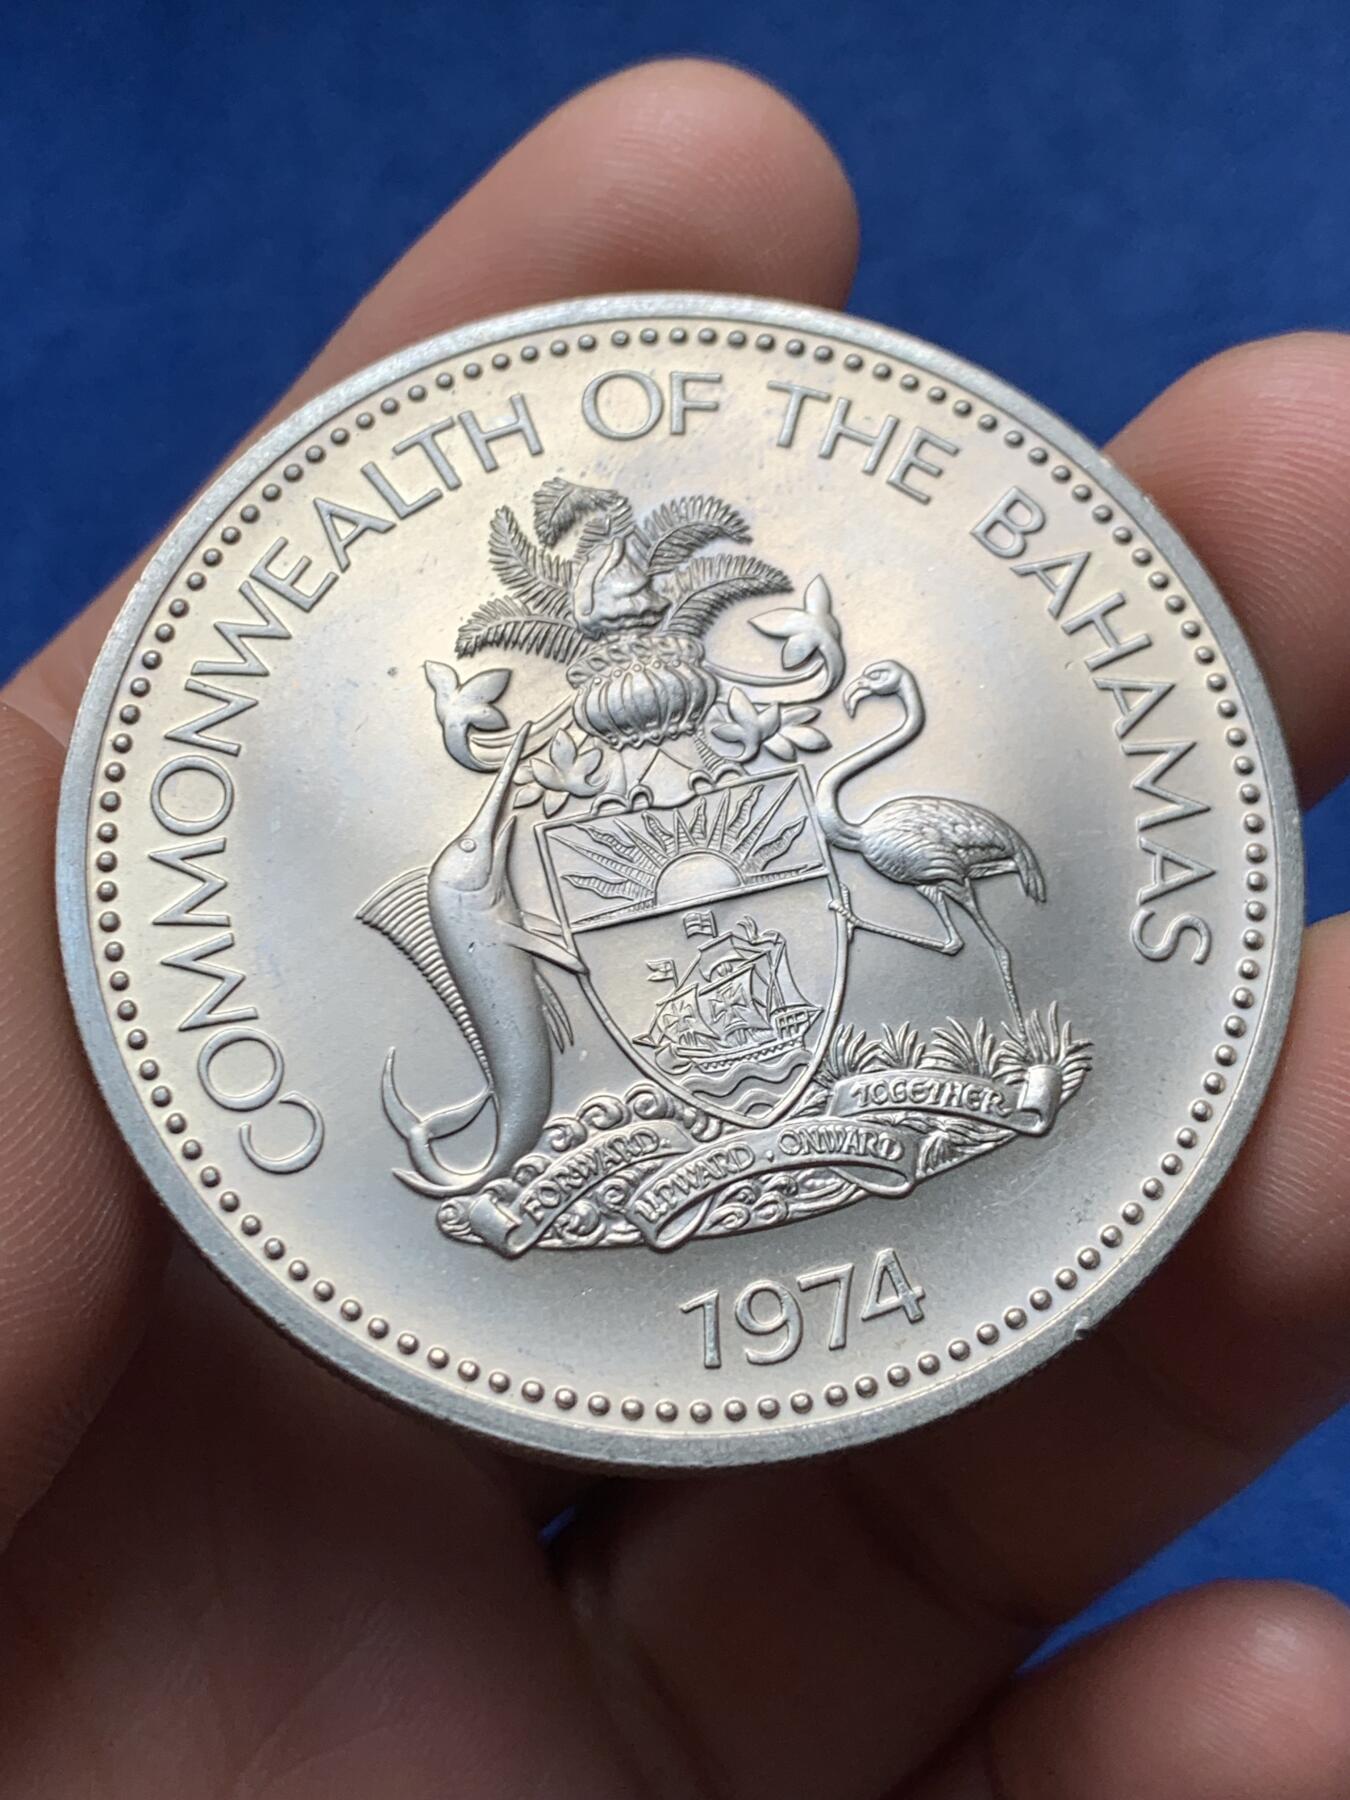 COMMONWEALTH OF THE BAHAMAS
FORWARD. UPWARD. ONWARD TOGETHER
1974